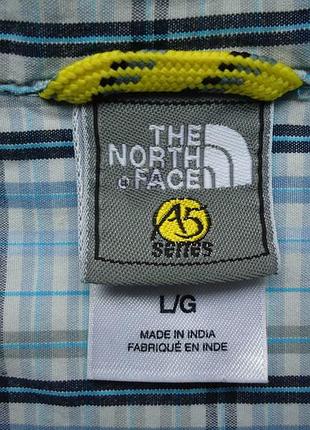 THE
NORTH
FACE
A5
series
L/G
MADE IN INDIA
FABRIQUÉ EN INDE